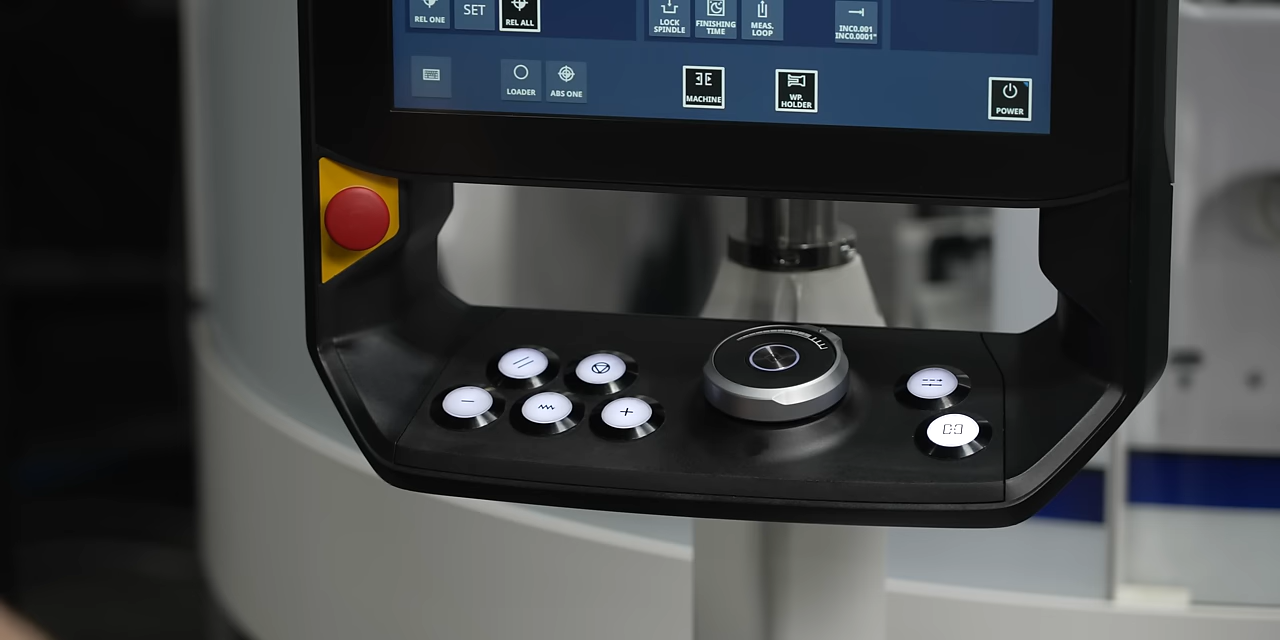 REL ONE
SET
REL ALL
LOCK
SPINDLE
FINISHING
TIME
MEAS.
LOOP
INC0.001
INC0.0001°
LOADER
ABS ONE
MACHINE
WP.
HOLDER
POWER